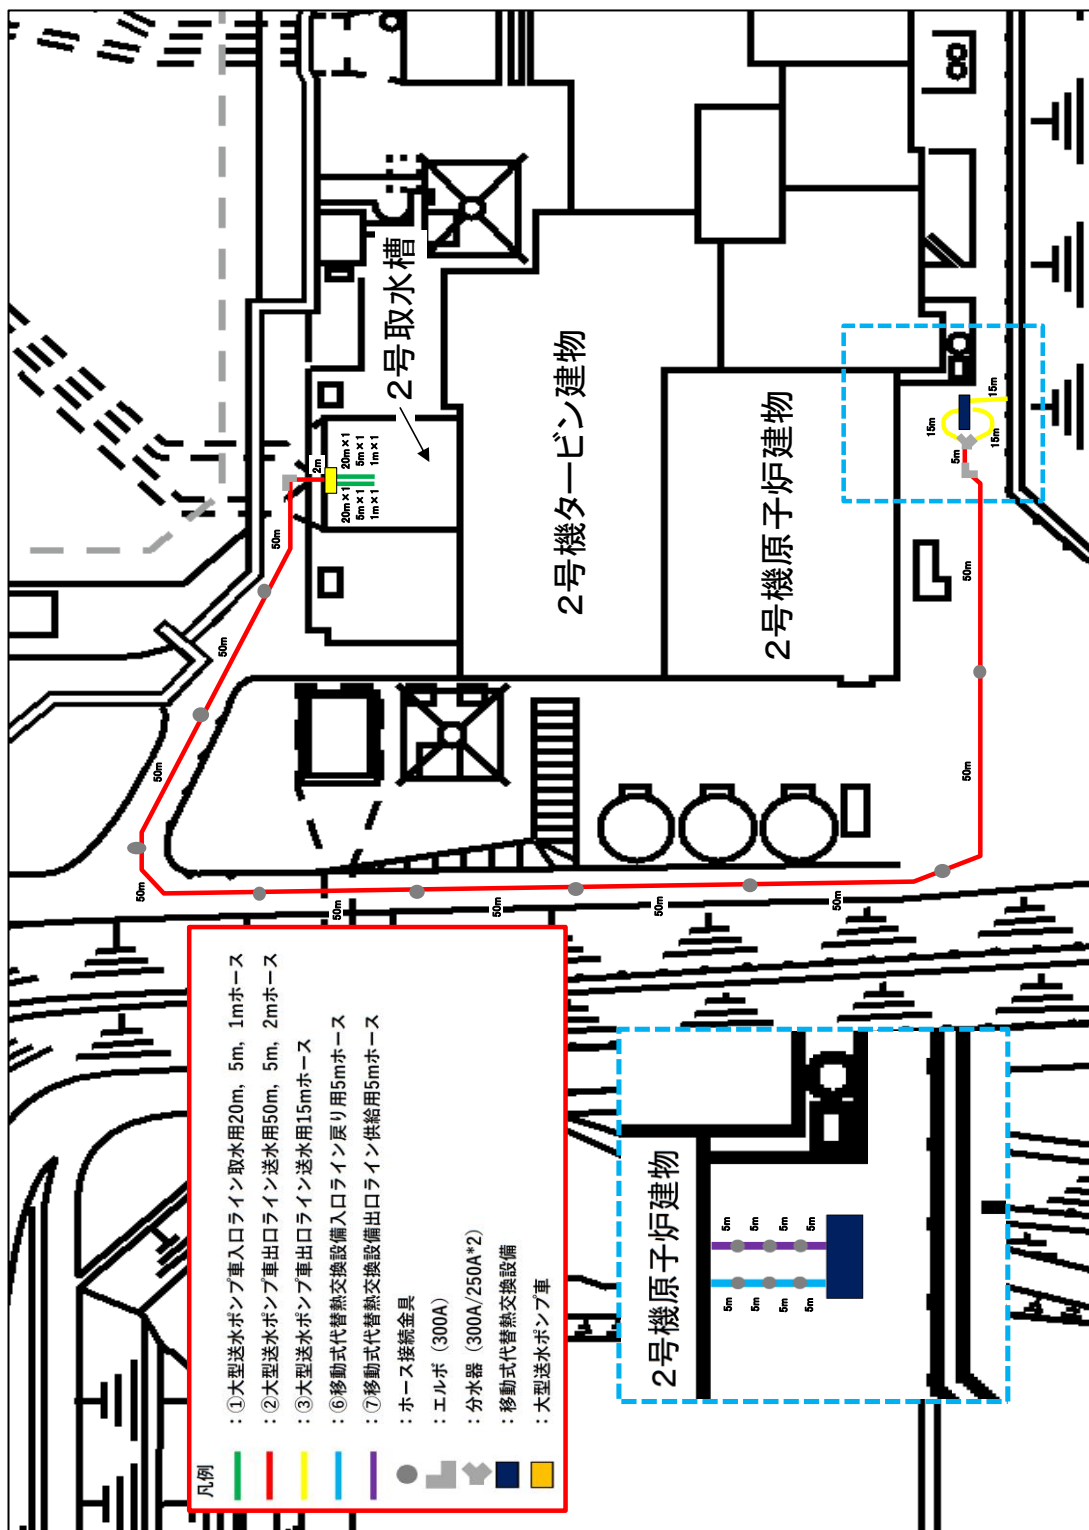 2号取水槽
2号機タービン建物
2号機原子炉建物
2m
20m×1
5m×1
1m×1
20m×1
5m×1
1m×1
50m
50m
50m
50m
50m
50m
50m
50m
50m
50m
5m
15m
15m
15m
凡例
：①大型送水ポンプ車入口ライン取水用20m，5m，1mホース
：②大型送水ポンプ車出口ライン送水用50m，5m，2mホース
：③大型送水ポンプ車出口ライン送水用15mホース
：⑥移動式代替熱交換設備入口ライン戻り用5mホース
：⑦移動式代替熱交換設備出口ライン供給用5mホース
：ホース接続金具
：エルボ（300A）
：分水器（300A/250A*2）
：移動式代替熱交換設備
：大型送水ポンプ車
2号機原子炉建物
5m
5m
5m
5m
5m
5m
5m
5m